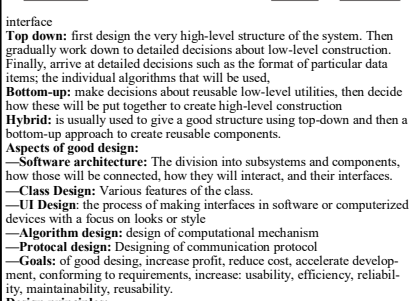 interface
Top down: first design the very high-level structure of the system. Then
gradually work down to detailed decisions about low-level construction.
Finally, arrive at detailed decisions such as the format of particular data
items; the individual algorithms that will be used,
Bottom-up: make decisions about reusable low-level utilities, then decide
how these will be put together to create high-level construction
Hybrid: is usually used to give a good structure using top-down and then a
bottom-up approach to create reusable components.
Aspects of good design:
—Software architecture: The division into subsystems and components,
how those will be connected, how they will interact, and their interfaces.
—Class Design: Various features of the class.
—UI Design: the process of making interfaces in software or computerized
devices with a focus on looks or style
—Algorithm design: design of computational mechanism
—Protocal design: Designing of communication protocol
—Goals: of good desing, increase profit, reduce cost, accelerate develop-
ment, conforming to requirements, increase: usability, efficiency, reliabil-
ity, maintainability, reusability.